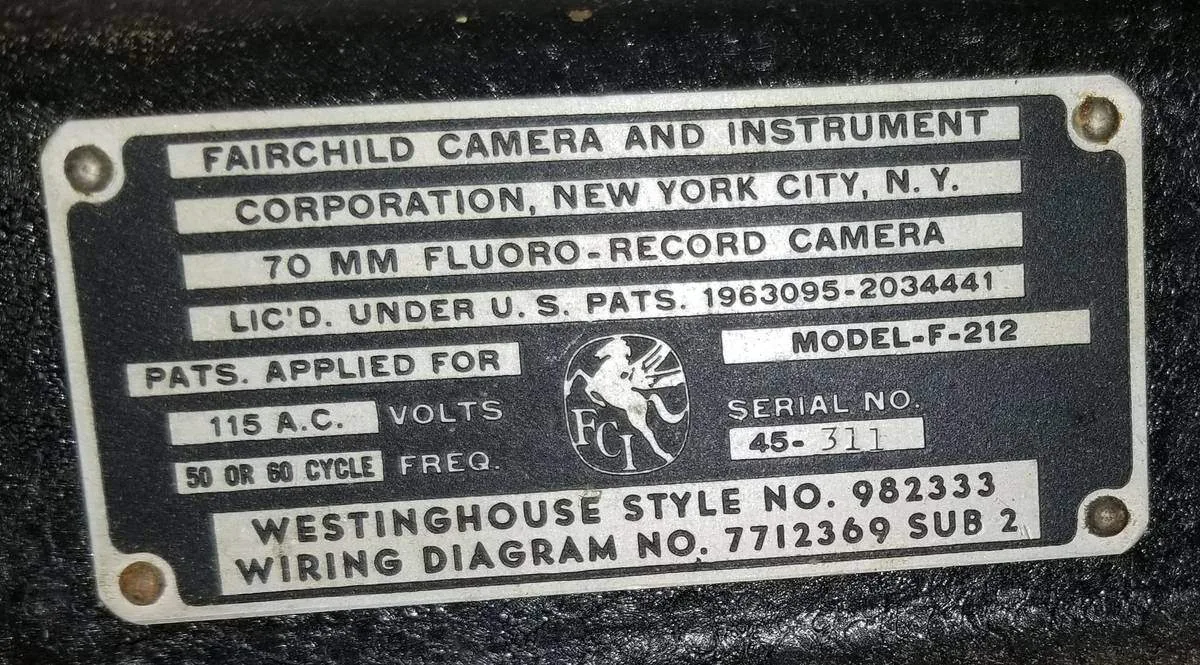 FAIRCHILD CAMERA AND INSTRUMENT
CORPORATION, NEW YORK CITY, N. Y.
70 MM FLUORO-RECORD CAMERA
LIC'D. UNDER U. S. PATS. 1963095-2034441
PATS. APPLIED FOR
MODEL-F-212
115 A.C. VOLTS
50 OR 60 CYCLE FREQ.
FCI
SERIAL NO.
45-311
WESTINGHOUSE STYLE NO. 982333
WIRING DIAGRAM NO. 7712369 SUB 2